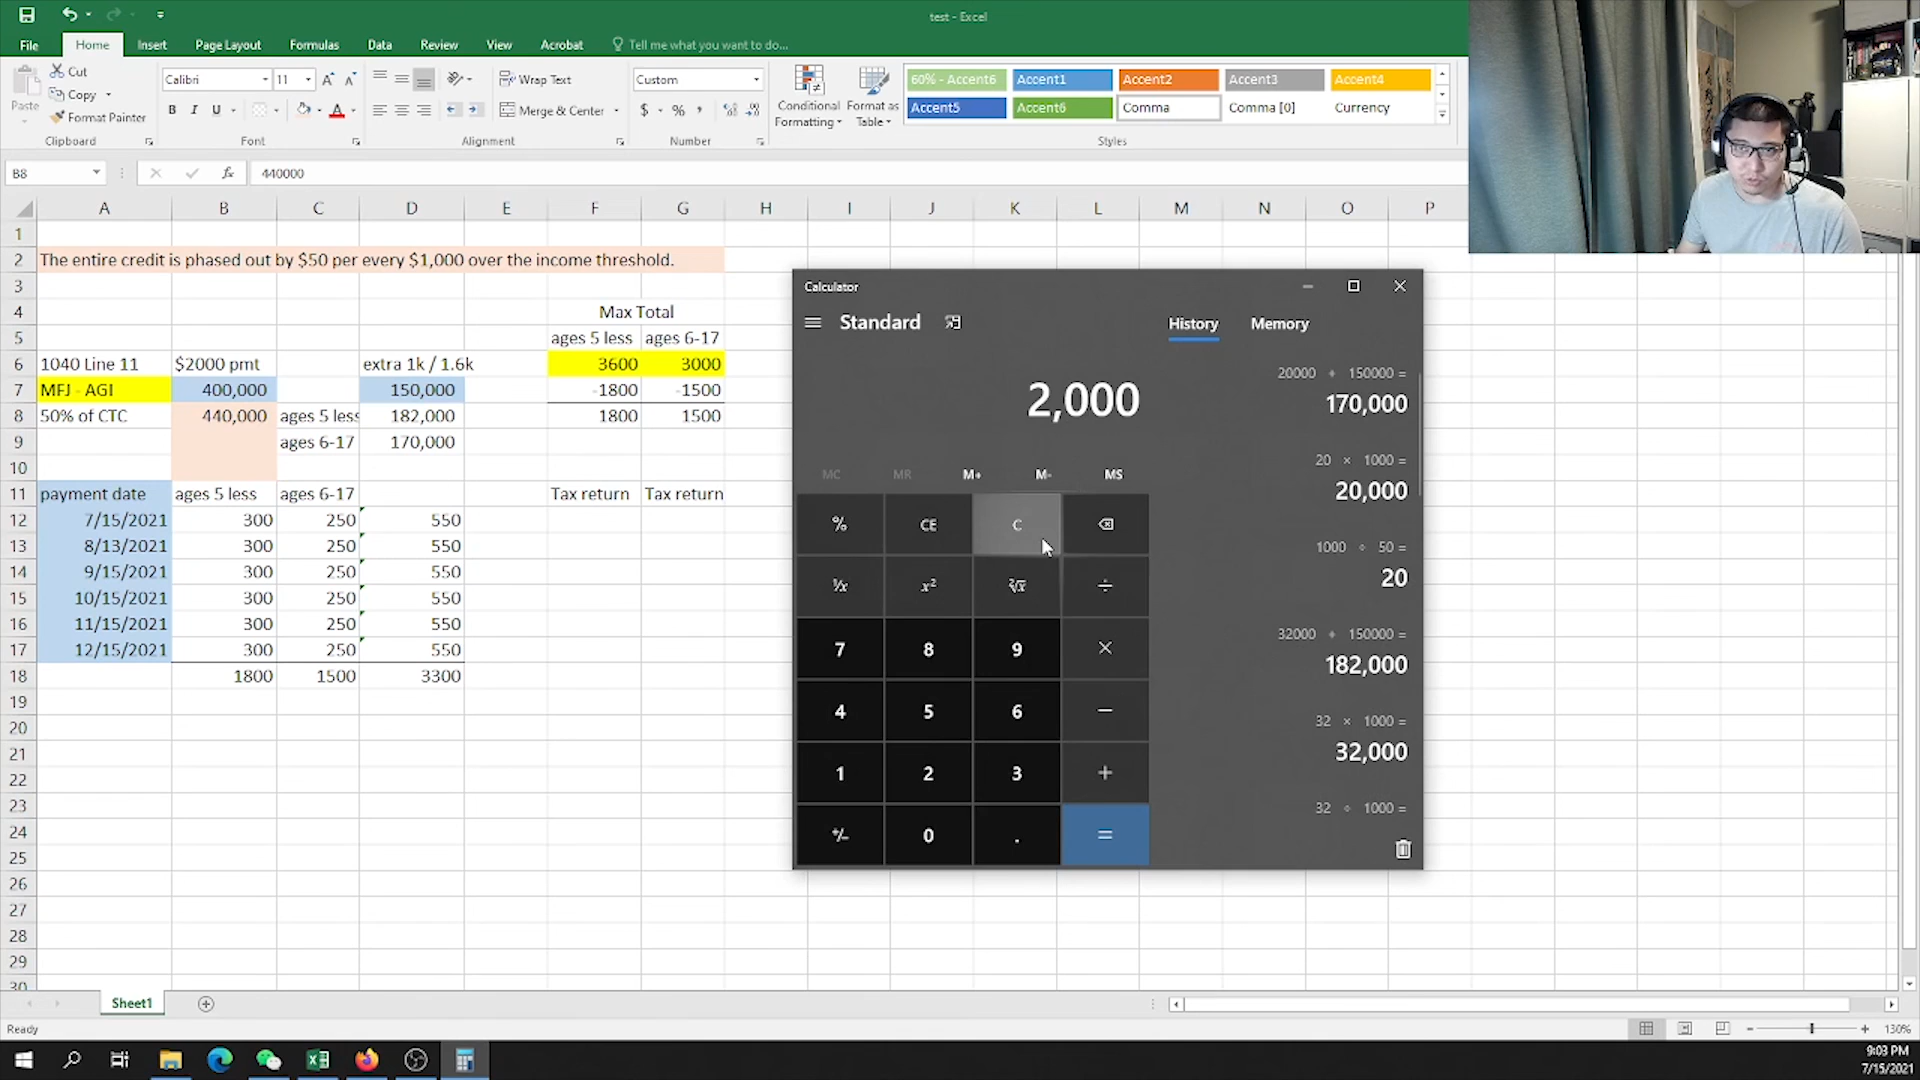 test - Excel
File Home Insert Page Layout Formulas Data Review View Acrobat Tell me what you want to do...
Paste
Cut
Copy
Format Painter
Calibri 11
B I U
Wrap Text
Merge & Center
Custom
$ %
Conditional Formatting
Format as Table
60% - Accent6 Accent1 Accent2 Accent3 Accent4
Accent5 Accent6 Comma Comma [0] Currency
Clipboard Font Alignment Number Styles
B8 fx 440000
A B C D E F G H I J K L M N O P
1
2 The entire credit is phased out by $50 per every $1,000 over the income threshold.
3
4 Max Total
5 ages 5 less ages 6-17
6 1040 Line 11 $2000 pmt extra 1k / 1.6k 3600 3000
7 MFJ - AGI 400,000 150,000 -1800 -1500
8 50% of CTC 440,000 ages 5 less 182,000 1800 1500
9 ages 6-17 170,000
10
11 payment date ages 5 less ages 6-17 Tax return Tax return
12 7/15/2021 300 250 550
13 8/13/2021 300 250 550
14 9/15/2021 300 250 550
15 10/15/2021 300 250 550
16 11/15/2021 300 250 550
17 12/15/2021 300 250 550
18 1800 1500 3300
19
20
21
22
23
24
25
26
27
28
29
30
Calculator
Standard
History Memory
2,000
MC MR M+ M- MS
% CE C
¹/x x² ²√x ÷
7 8 9 ×
4 5 6 −
1 2 3 +
+/- 0 . =
20000 + 150000 =
170,000
20 × 1000 =
20,000
1000 ÷ 50 =
20
32000 + 150000 =
182,000
32 × 1000 =
32,000
32 ÷ 1000 =
Sheet1
Ready
130%
9:03 PM
7/15/2021